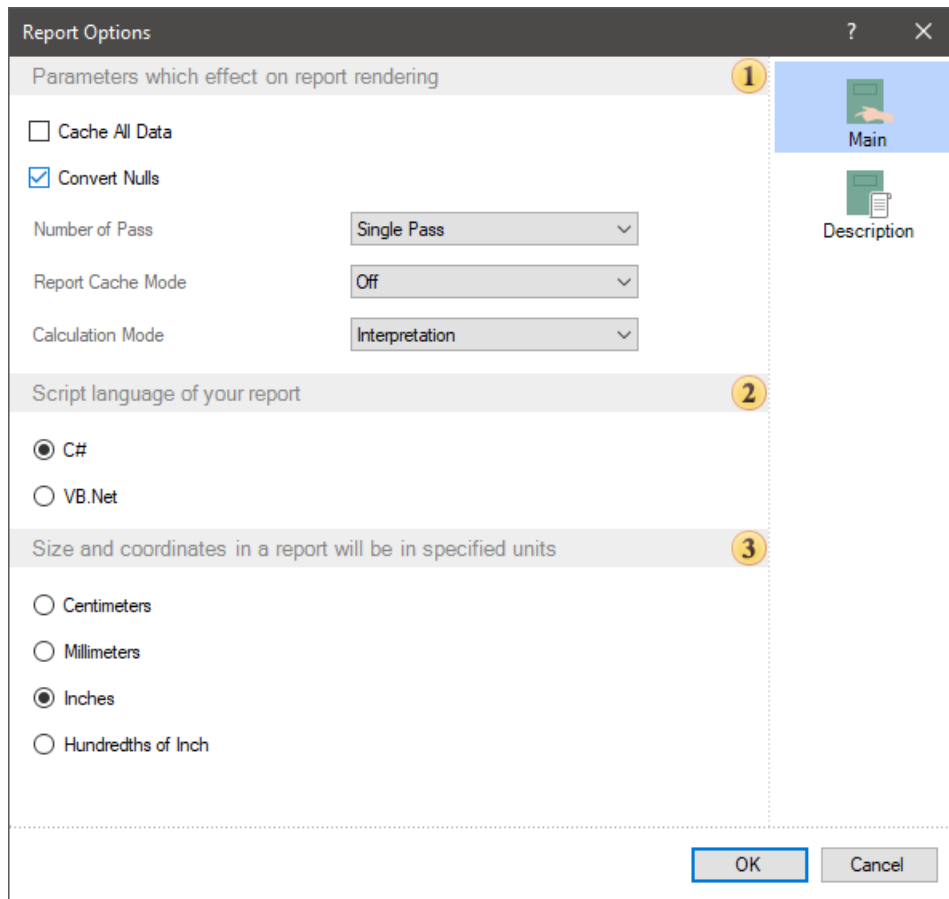 Report Options ?
Parameters which effect on report rendering 1
Main
Cache All Data
Convert Nulls
Description
Number of Pass Single Pass
Report Cache Mode Off
Calculation Mode Interpretation
Script language of your report 2
C#
VB.Net
Size and coordinates in a report will be in specified units 3
Centimeters
Millimeters
Inches
Hundredths of Inch
OK Cancel